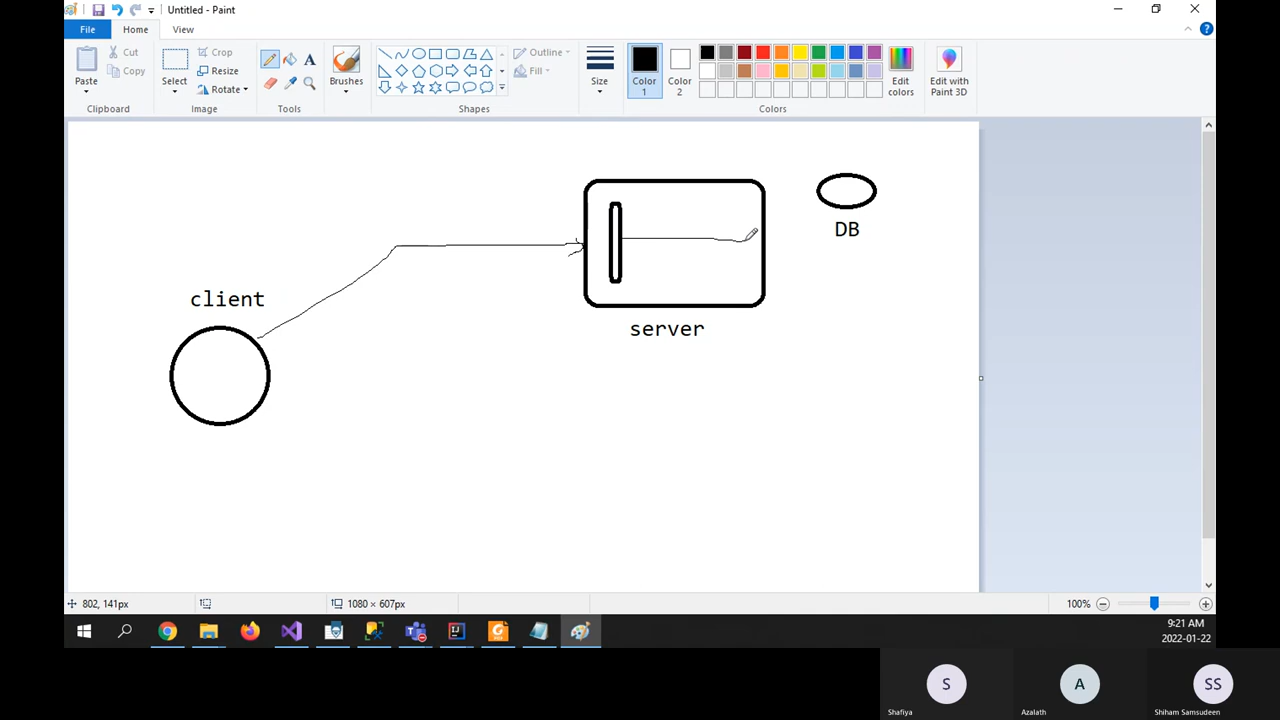 Untitled - Paint
File
Home
View
Paste
Cut
Copy
Clipboard
Select
Crop
Resize
Rotate
Image
A
Tools
Brushes
Shapes
Outline
Fill
Size
Color
1
Color
2
Edit
colors
Colors
Edit with
Paint 3D
client
server
DB
802, 141px
1080 × 607px
100%
9:21 AM
2022-01-22
S
A
SS
Shafiya
Azalath
Shiham Samsudeen